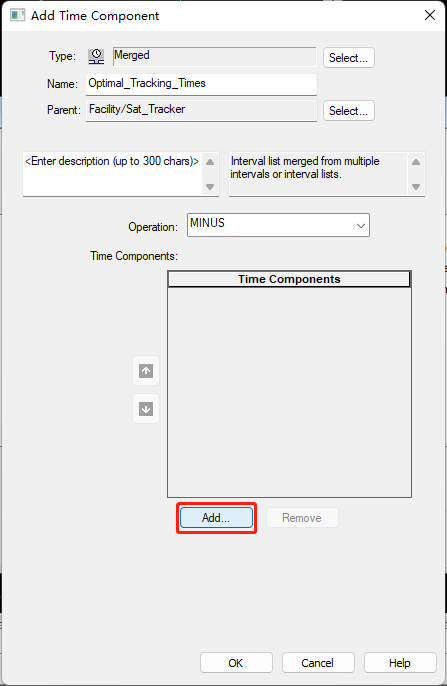 Add Time Component
Type: Merged Select...
Name: Optimal_Tracking_Times
Parent: Facility/Sat_Tracker Select...
<Enter description (up to 300 chars)>
Interval list merged from multiple
intervals or interval lists.
Operation: MINUS
Time Components:
Time Components
Add... Remove
OK Cancel Help